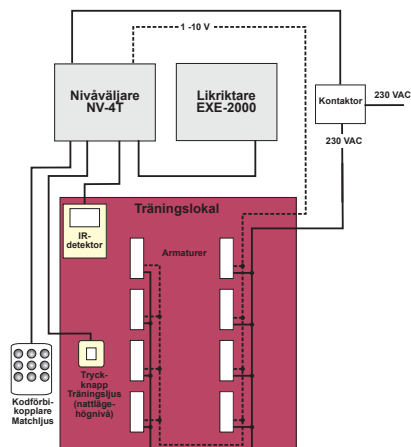 1 -10 V
Nivåväljare
NV-4T
Likriktare
EXE-2000
Kontaktor
230 VAC
230 VAC
Träningslokal
IR-
detektor
Armaturer
Tryck-
knapp
Träningsljus
(nattläge-
högnivå)
Kodförbi-
kopplare
Matchljus